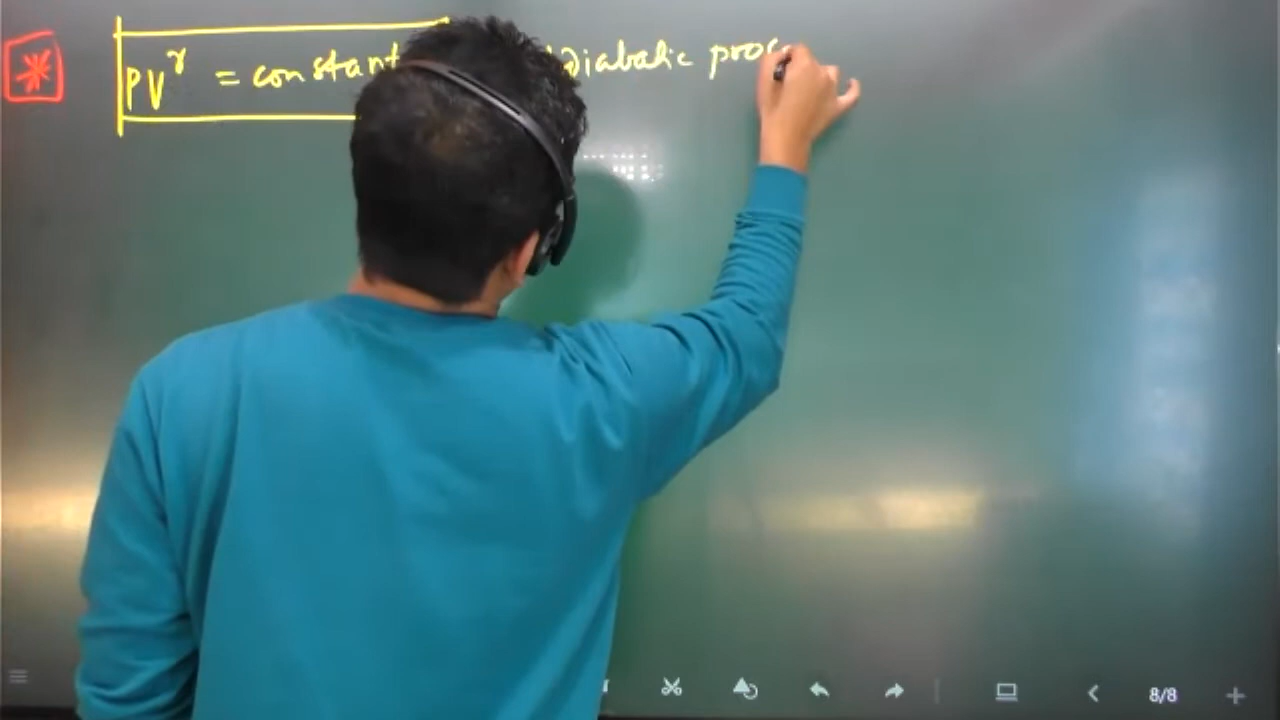 PV^γ = constant diabatic proc
8/8